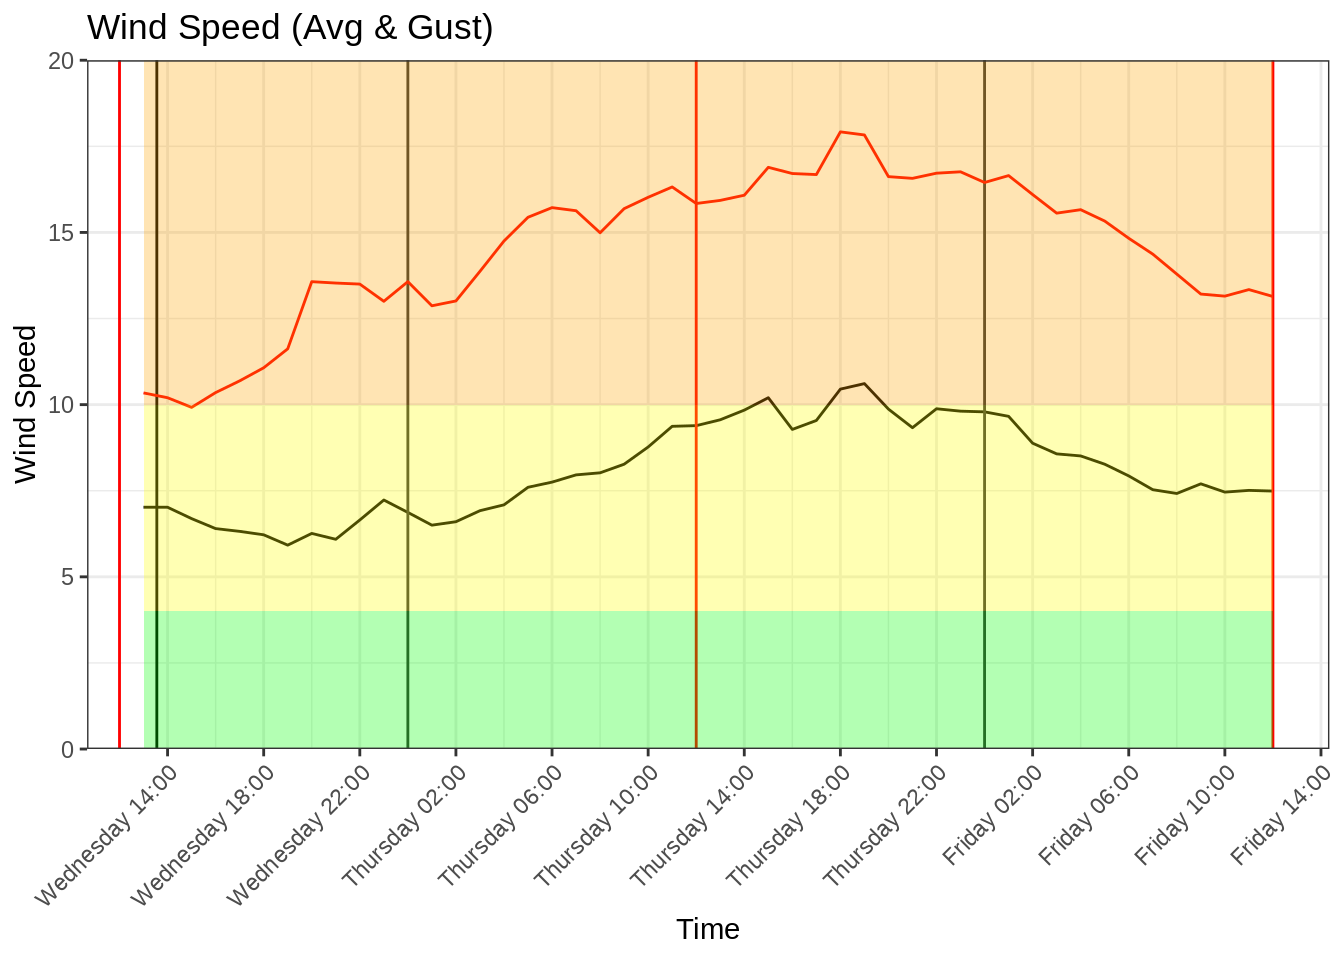 Wind Speed (Avg & Gust)
20
15
10
5
0
Wind Speed
Wednesday 14:00
Wednesday 18:00
Wednesday 22:00
Thursday 02:00
Thursday 06:00
Thursday 10:00
Thursday 14:00
Thursday 18:00
Thursday 22:00
Friday 02:00
Friday 06:00
Friday 10:00
Friday 14:00
Time